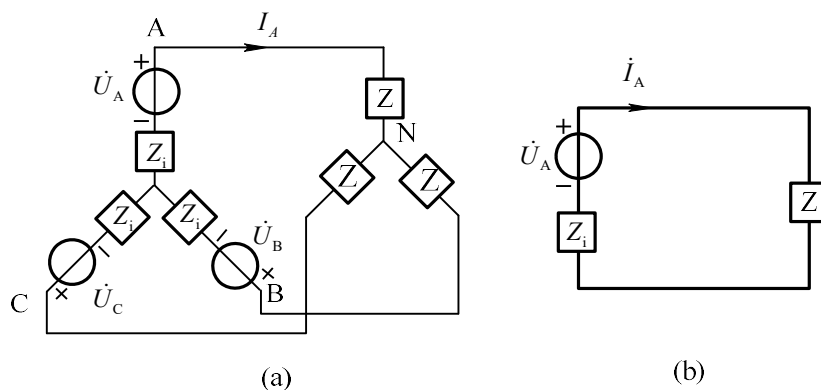 A
I_A
+
U̇_A
−
Z
N
Z_i
Z
Z
Z_i
Z_i
−
−
U̇_B
+
B
C
+
U̇_C
(a)
İ_A
+
U̇_A
−
Z_i
Z
(b)